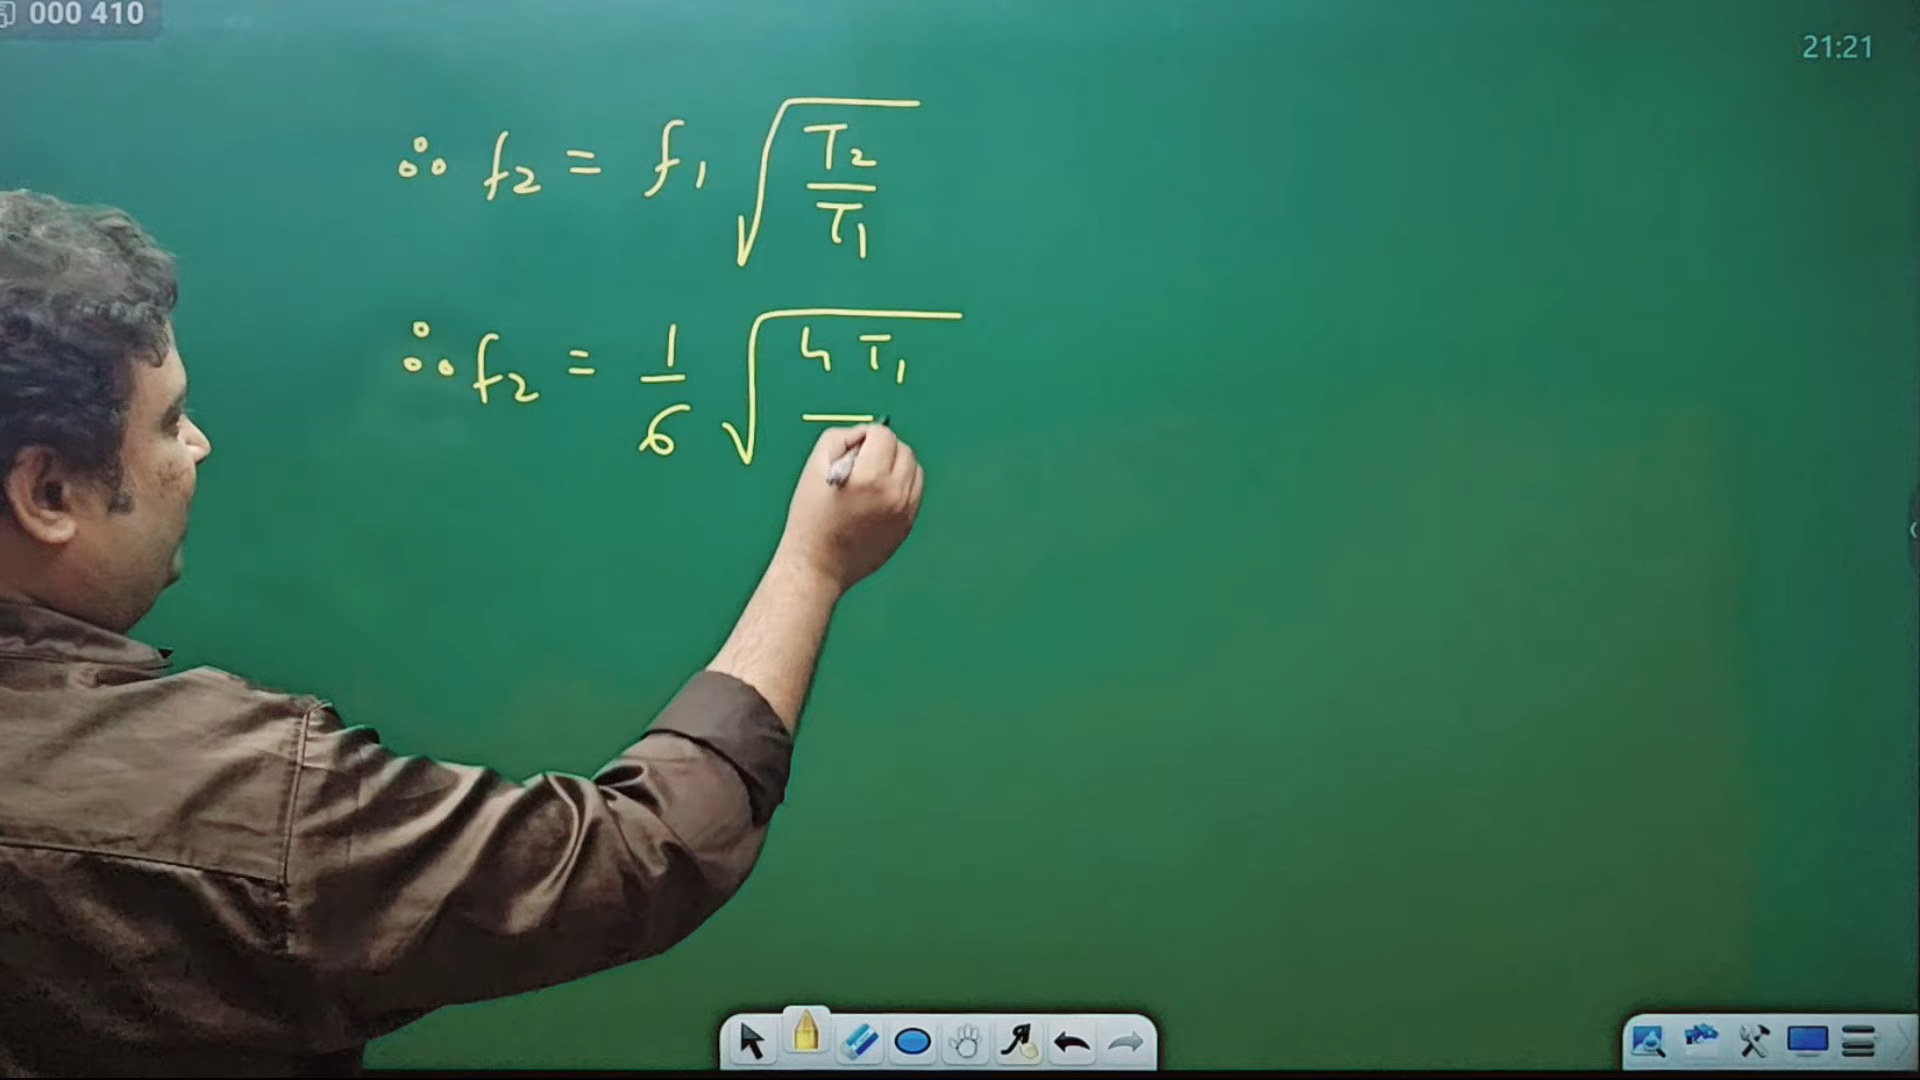 000 410
21:21
∴ f₂ = f₁ √(T₂/T₁)
∴ f₂ = 1/6 √(4 T₁/